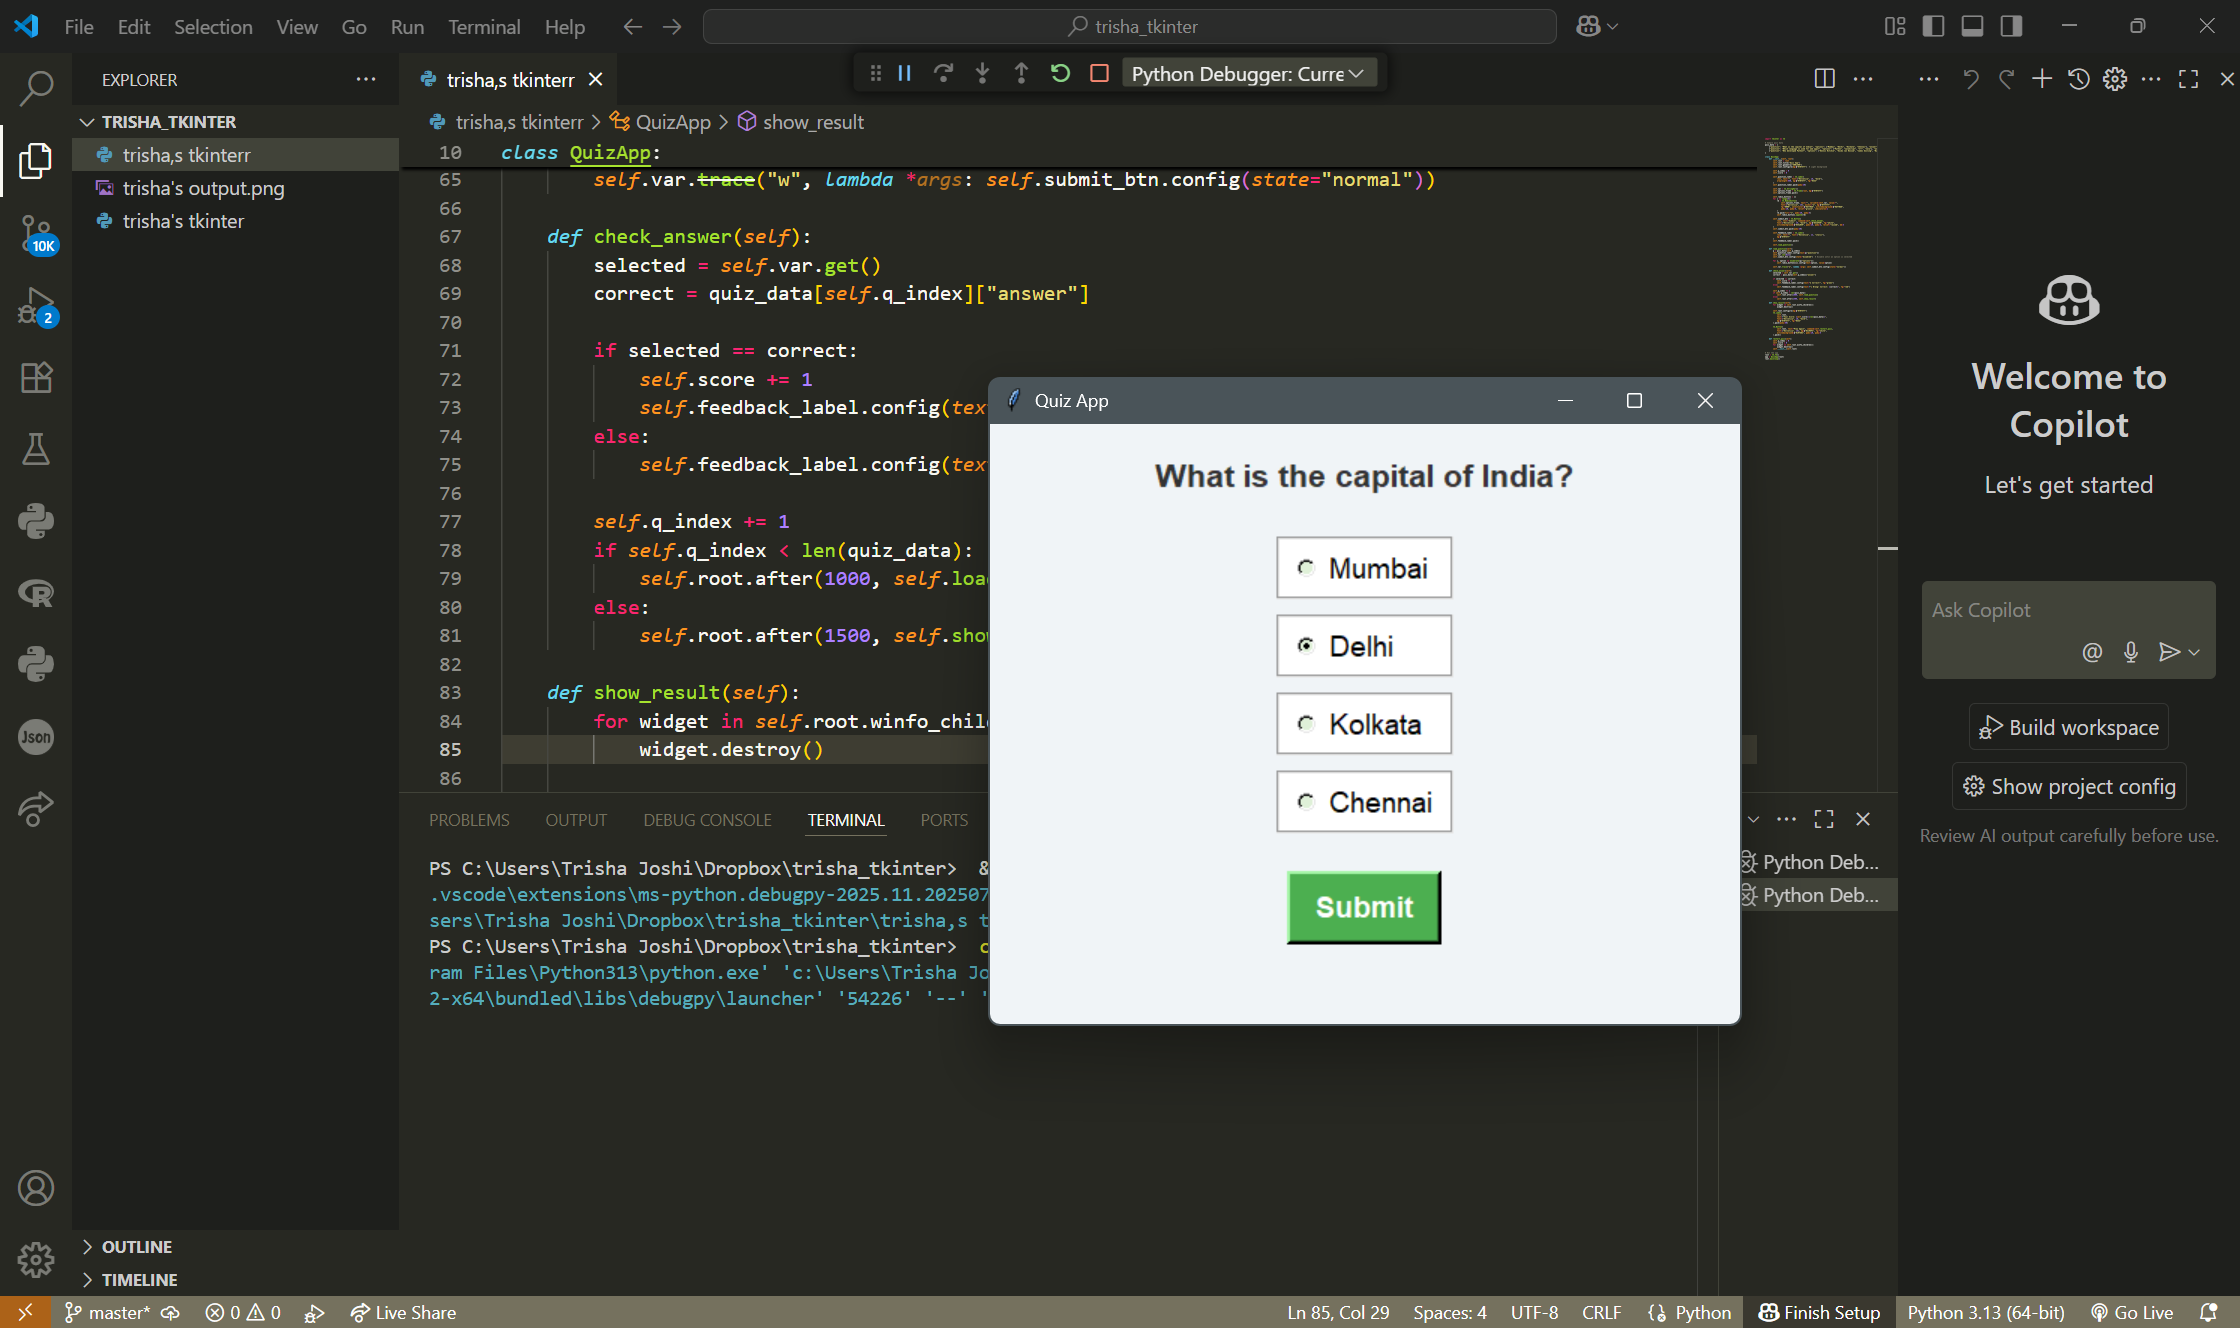 File Edit Selection View Go Run Terminal Help
trisha_tkinter
EXPLORER
TRISHA_TKINTER
trisha,s tkinterr
trisha's output.png
trisha's tkinter
10K
2
Json
OUTLINE
TIMELINE
trisha,s tkinterr
Python Debugger: Curre
trisha,s tkinterr > QuizApp > show_result
10 class QuizApp:
65 self.var.trace("w", lambda *args: self.submit_btn.config(state="normal"))
66
67 def check_answer(self):
68 selected = self.var.get()
69 correct = quiz_data[self.q_index]["answer"]
70
71 if selected == correct:
72 self.score += 1
73 self.feedback_label.config(tex
74 else:
75 self.feedback_label.config(tex
76
77 self.q_index += 1
78 if self.q_index < len(quiz_data):
79 self.root.after(1000, self.loa
80 else:
81 self.root.after(1500, self.sho
82
83 def show_result(self):
84 for widget in self.root.winfo_chil
85 widget.destroy()
86
Quiz App
What is the capital of India?
Mumbai
Delhi
Kolkata
Chennai
Submit
PROBLEMS OUTPUT DEBUG CONSOLE TERMINAL PORTS
PS C:\Users\Trisha Joshi\Dropbox\trisha_tkinter> &
.vscode\extensions\ms-python.debugpy-2025.11.202507
sers\Trisha Joshi\Dropbox\trisha_tkinter\trisha,s t
PS C:\Users\Trisha Joshi\Dropbox\trisha_tkinter> c
ram Files\Python313\python.exe' 'c:\Users\Trisha Jo
2-x64\bundled\libs\debugpy\launcher' '54226' '--' '
Python Deb...
Python Deb...
Welcome to
Copilot
Let's get started
Ask Copilot
Build workspace
Show project config
Review AI output carefully before use.
master* 0 0 Live Share
Ln 85, Col 29 Spaces: 4 UTF-8 CRLF {} Python Finish Setup Python 3.13 (64-bit) Go Live